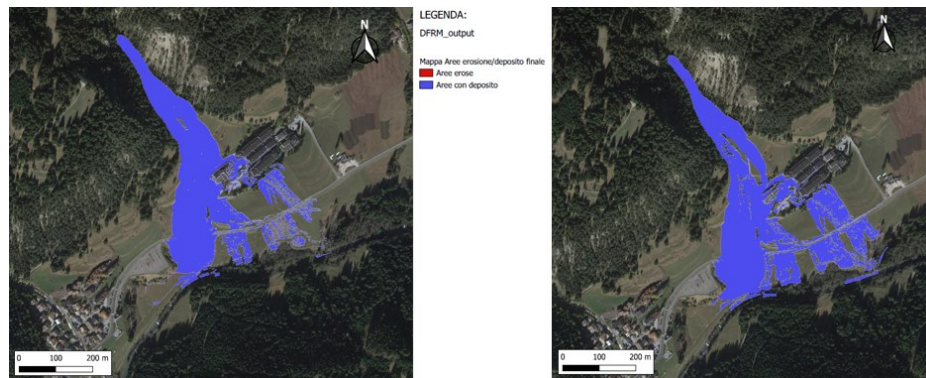 N
0 100 200 m
LEGENDA:
DFRM_output
Mappa Aree erosione/deposito finale
Aree erose
Aree con deposito
N
0 100 200 m